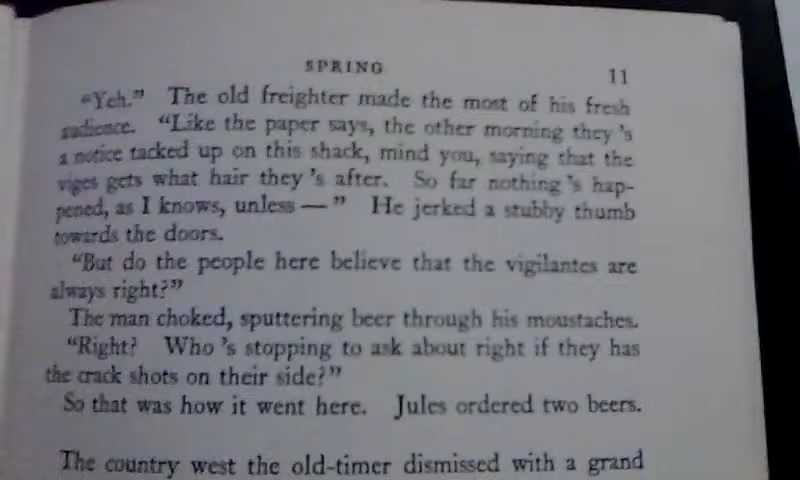 SPRING
11
"Yeh." The old freighter made the most of his fresh
audience. "Like the paper says, the other morning they 's
a notice tacked up on this shack, mind you, saying that the
viges gets what hair they 's after. So far nothing 's hap-
pened, as I knows, unless — " He jerked a stubby thumb
towards the doors.
"But do the people here believe that the vigilantes are
always right?"
The man choked, sputtering beer through his moustaches.
"Right? Who 's stopping to ask about right if they has
the crack shots on their side?"
So that was how it went here. Jules ordered two beers.
The country west the old-timer dismissed with a grand